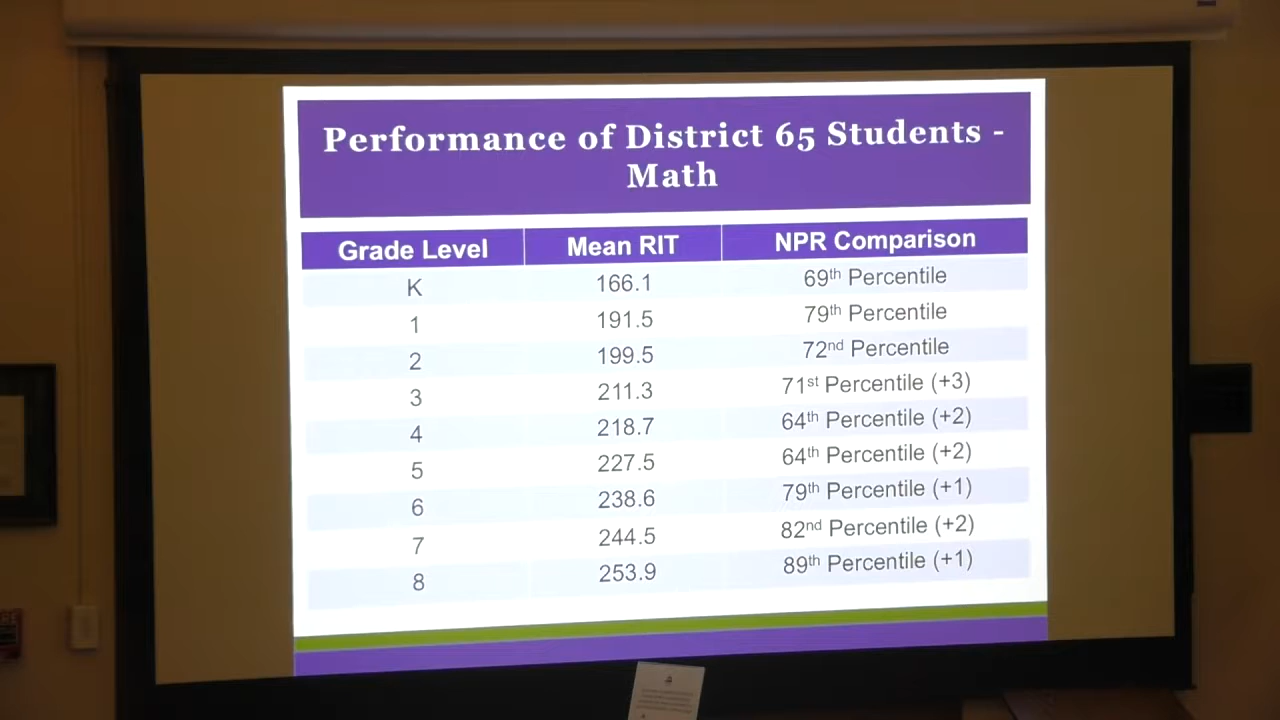 Performance of District 65 Students -
Math
Grade Level Mean RIT NPR Comparison
K 166.1 69th Percentile
1 191.5 79th Percentile
2 199.5 72nd Percentile
3 211.3 71st Percentile (+3)
4 218.7 64th Percentile (+2)
5 227.5 64th Percentile (+2)
6 238.6 79th Percentile (+1)
7 244.5 82nd Percentile (+2)
8 253.9 89th Percentile (+1)